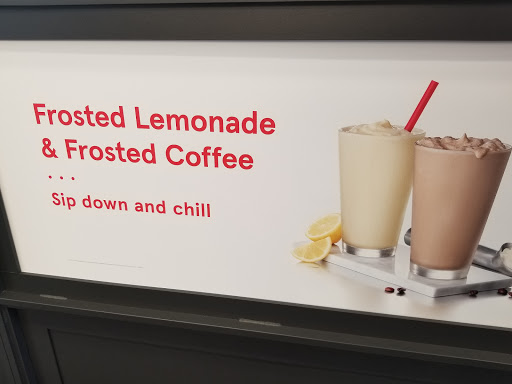 Frosted Lemonade
& Frosted Coffee
...
Sip down and chill